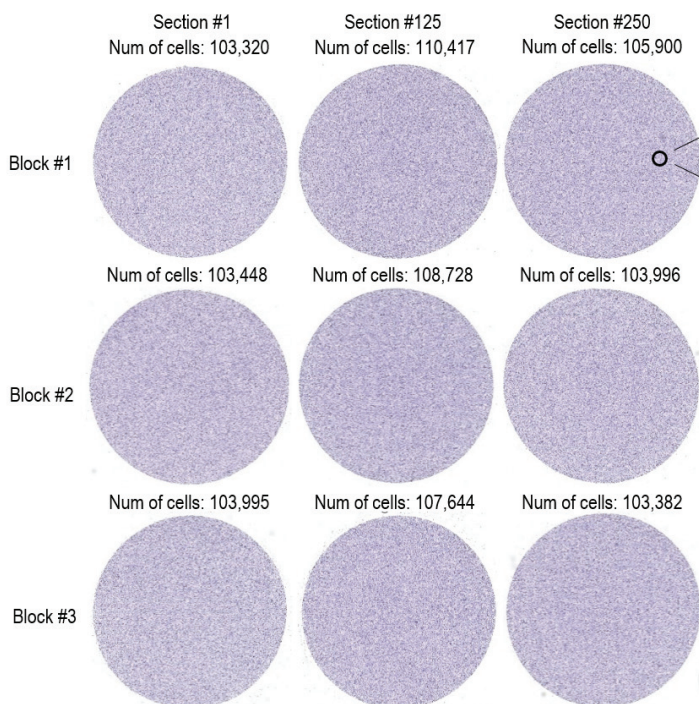 Section #1 Section #125 Section #250
Num of cells: 103,320 Num of cells: 110,417 Num of cells: 105,900
Block #1
Num of cells: 103,448 Num of cells: 108,728 Num of cells: 103,996
Block #2
Num of cells: 103,995 Num of cells: 107,644 Num of cells: 103,382
Block #3